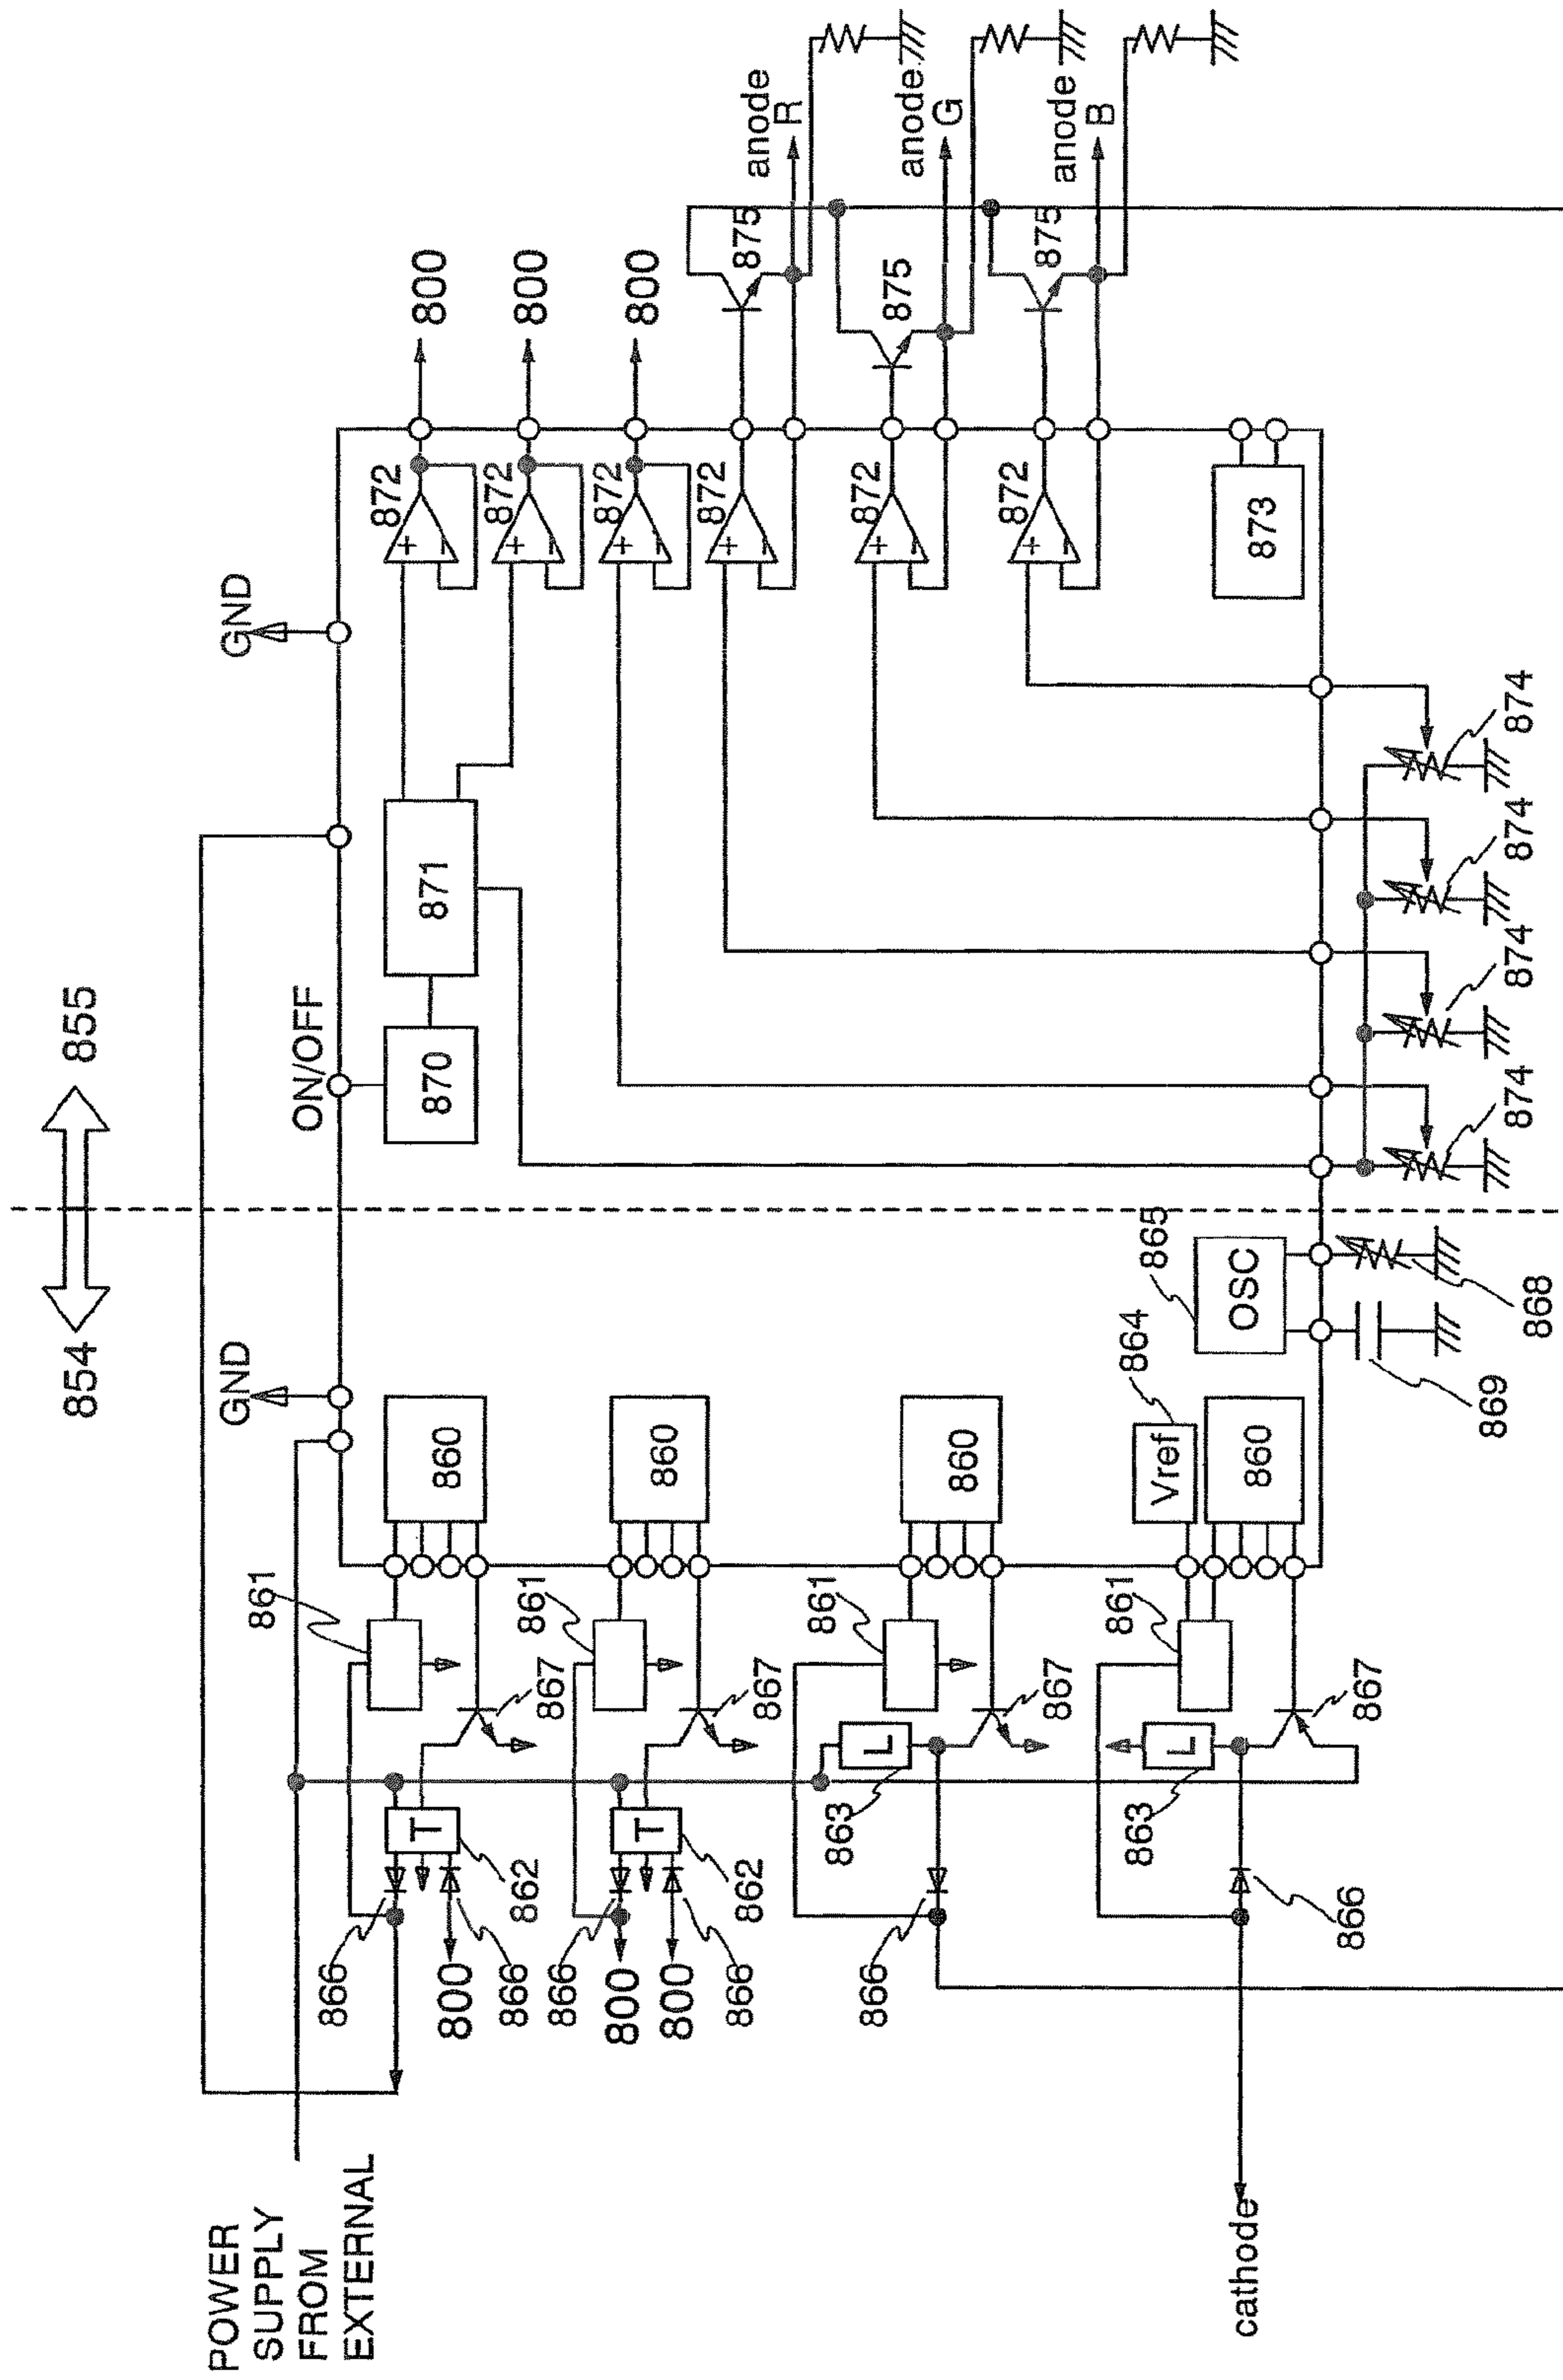 854
855
POWER
SUPPLY
FROM
EXTERNAL
GND
ON/OFF
GND
861
860
870
871
872
800
866
T
867
800
866
862
872
800
861
860
872
800
866
T
867
800
800
866
862
872
875
anode
R
861
860
863
L
867
866
872
875
anode
G
864
Vref
865
OSC
861
860
863
L
867
866
872
875
anode
B
873
cathode
869
868
874
874
874
874